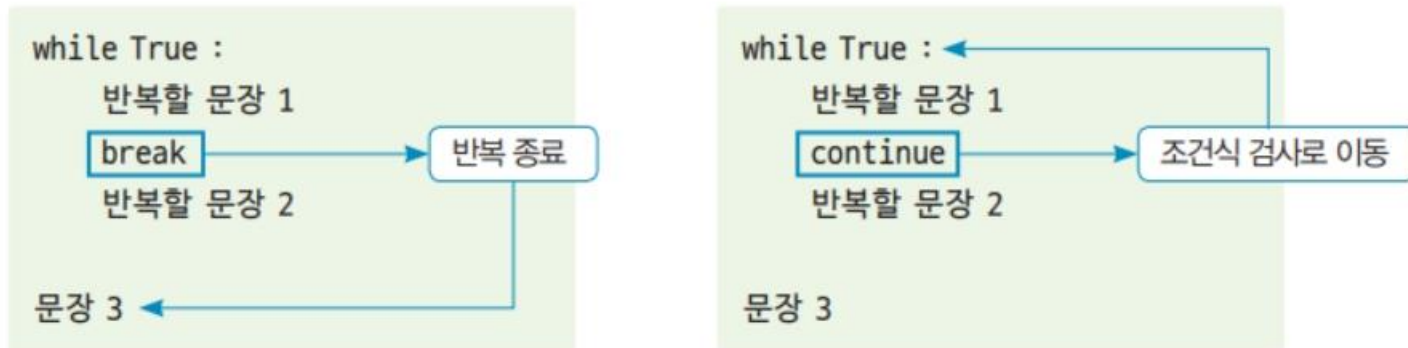 while True :
반복할 문장 1
break
반복 종료
반복할 문장 2
문장 3
while True :
반복할 문장 1
continue
조건식 검사로 이동
반복할 문장 2
문장 3